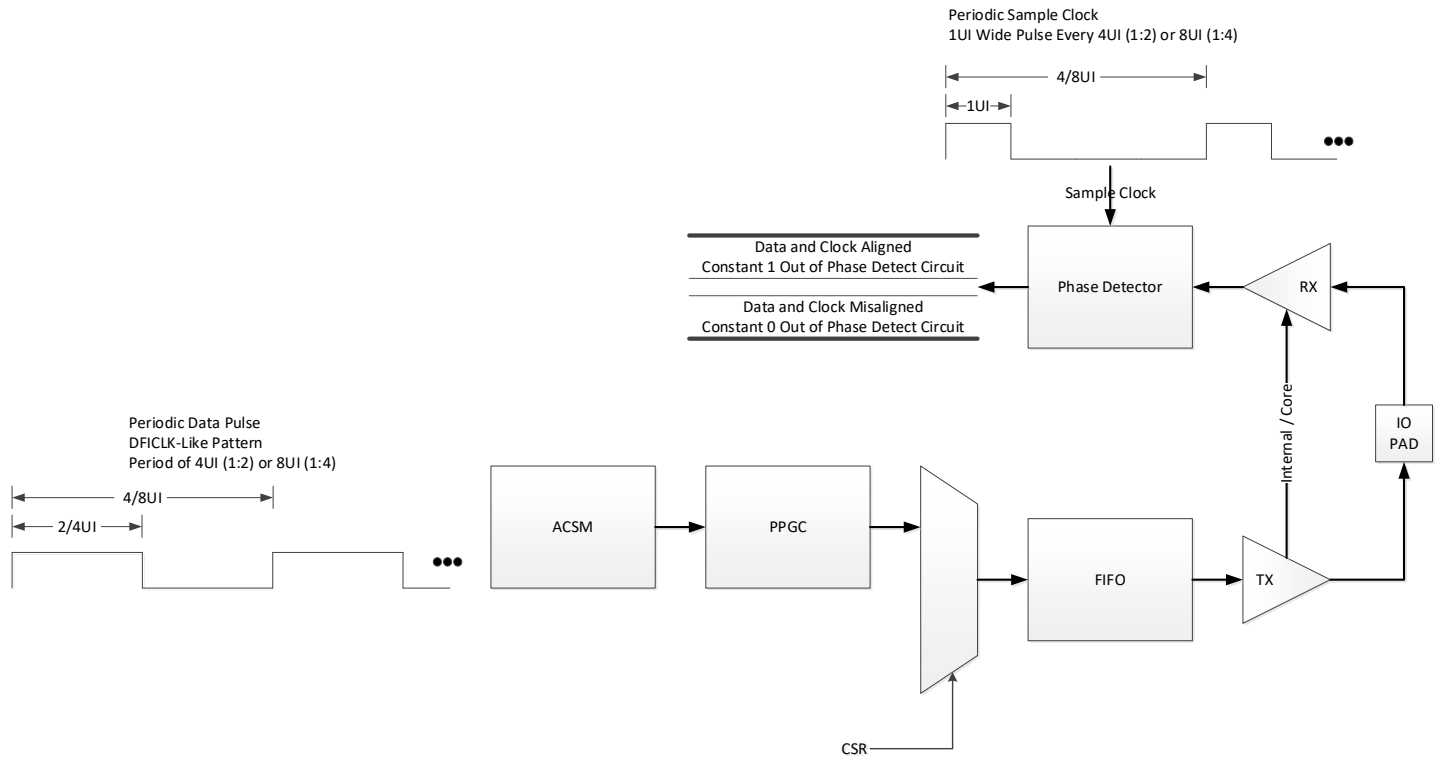 Periodic Sample Clock
1UI Wide Pulse Every 4UI (1:2) or 8UI (1:4)
4/8UI
1UI
Sample Clock
Data and Clock Aligned
Constant 1 Out of Phase Detect Circuit
Data and Clock Misaligned
Constant 0 Out of Phase Detect Circuit
Phase Detector
RX
Periodic Data Pulse
DFICLK-Like Pattern
Period of 4UI (1:2) or 8UI (1:4)
4/8UI
2/4UI
ACSM
PPGC
FIFO
TX
Internal / Core
IO
PAD
CSR